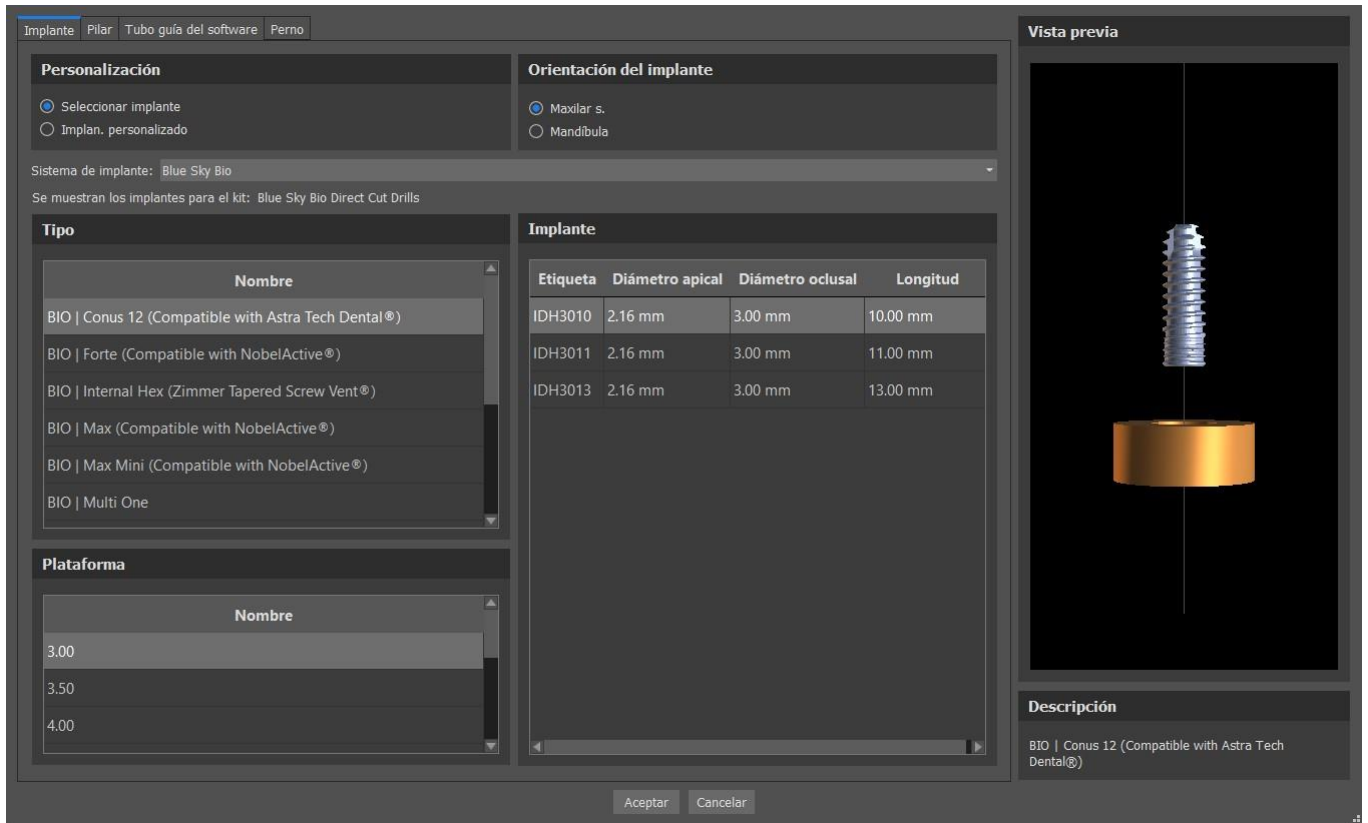 Implante Pilar Tubo guía del software Perno
Personalización
Seleccionar implante
Implan. personalizado
Orientación del implante
Maxilar s.
Mandíbula
Sistema de implante: Blue Sky Bio
Se muestran los implantes para el kit: Blue Sky Bio Direct Cut Drills
Tipo
Nombre
BIO | Conus 12 (Compatible with Astra Tech Dental®)
BIO | Forte (Compatible with NobelActive®)
BIO | Internal Hex (Zimmer Tapered Screw Vent®)
BIO | Max (Compatible with NobelActive®)
BIO | Max Mini (Compatible with NobelActive®)
BIO | Multi One
Plataforma
Nombre
3.00
3.50
4.00
Implante
Etiqueta Diámetro apical Diámetro oclusal Longitud
IDH3010 2.16 mm 3.00 mm 10.00 mm
IDH3011 2.16 mm 3.00 mm 11.00 mm
IDH3013 2.16 mm 3.00 mm 13.00 mm
Vista previa
Descripción
BIO | Conus 12 (Compatible with Astra Tech
Dental®)
Aceptar Cancelar